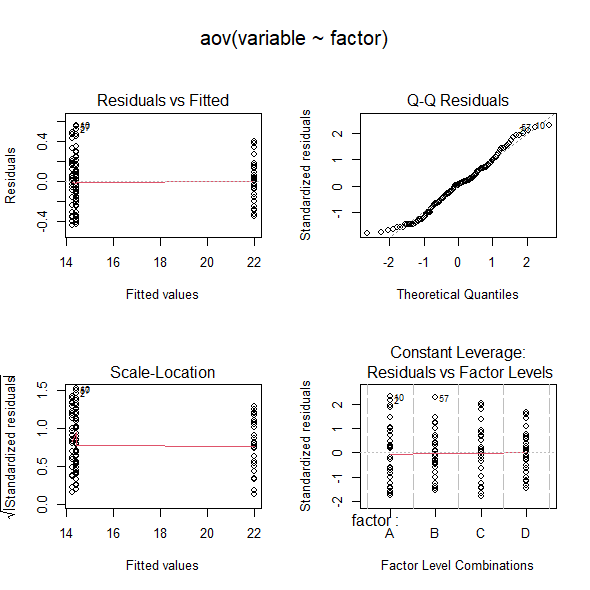 aov(variable ~ factor)
Residuals vs Fitted
Residuals
0.4
0.0
-0.4
14 16 18 20 22
Fitted values
Q-Q Residuals
Standardized residuals
2
1
0
-1
57 10
-2 -1 0 1 2
Theoretical Quantiles
Scale-Location
√|Standardized residuals|
1.5
1.0
0.5
0.0
14 16 18 20 22
Fitted values
Constant Leverage:
Residuals vs Factor Levels
Standardized residuals
2
1
0
-1
-2
57
factor :
A B C D
Factor Level Combinations